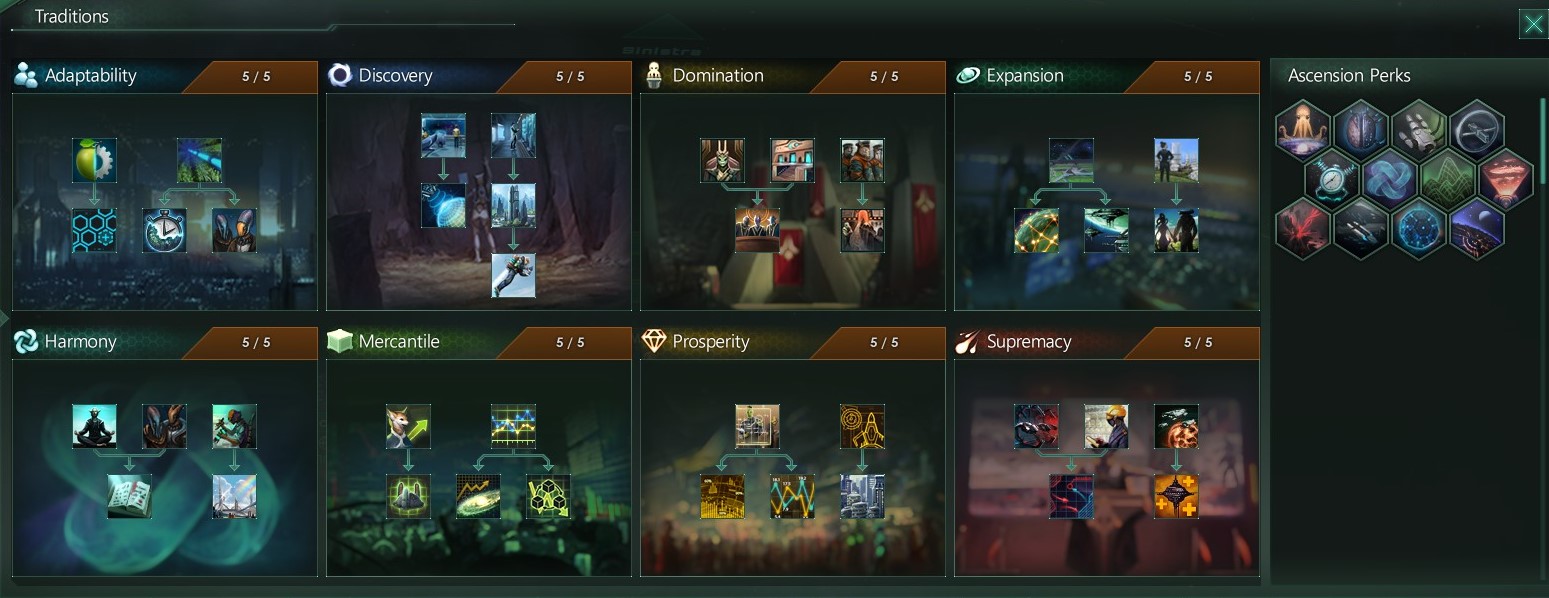 Traditions
Sinistra
Adaptability 5 / 5
Discovery 5 / 5
Domination 5 / 5
Expansion 5 / 5
Ascension Perks
Harmony 5 / 5
Mercantile 5 / 5
Prosperity 5 / 5
Supremacy 5 / 5